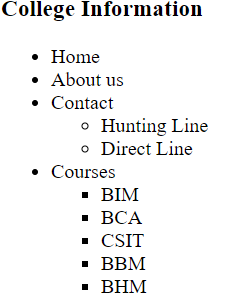 College Information
Home
About us
Contact
Hunting Line
Direct Line
Courses
BIM
BCA
CSIT
BBM
BHM